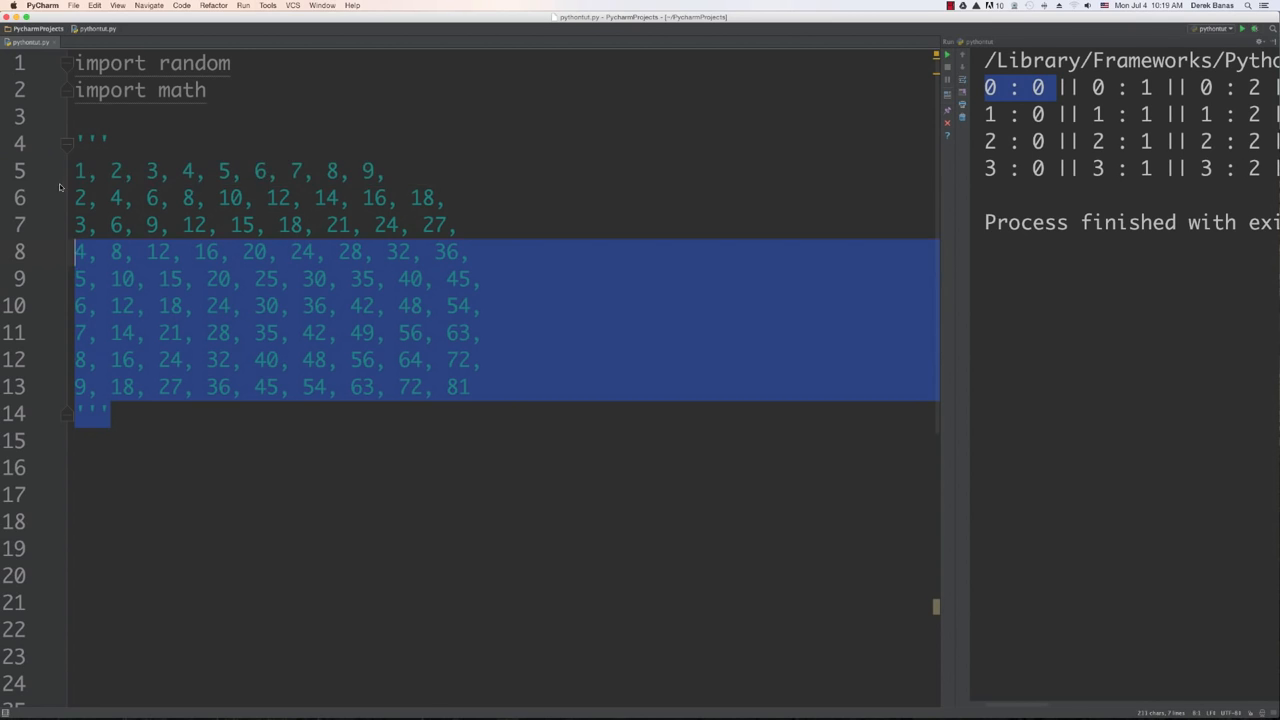 PyCharm File Edit View Navigate Code Refactor Run Tools VCS Window Help 10 Mon Jul 4 10:19 AM Derek Banas
pythontut.py - PycharmProjects - [~/PycharmProjects]
PycharmProjects pythontut.py pythontut
pythontut.py Run pythontut
1 import random
2 import math
3
4 '''
5 1, 2, 3, 4, 5, 6, 7, 8, 9,
6 2, 4, 6, 8, 10, 12, 14, 16, 18,
7 3, 6, 9, 12, 15, 18, 21, 24, 27,
8 4, 8, 12, 16, 20, 24, 28, 32, 36,
9 5, 10, 15, 20, 25, 30, 35, 40, 45,
10 6, 12, 18, 24, 30, 36, 42, 48, 54,
11 7, 14, 21, 28, 35, 42, 49, 56, 63,
12 8, 16, 24, 32, 40, 48, 56, 64, 72,
13 9, 18, 27, 36, 45, 54, 63, 72, 81
14 '''
15
16
17
18
19
20
21
22
23
24
/Library/Frameworks/Pytho
0 : 0 || 0 : 1 || 0 : 2 |
1 : 0 || 1 : 1 || 1 : 2 |
2 : 0 || 2 : 1 || 2 : 2 |
3 : 0 || 3 : 1 || 3 : 2 |
Process finished with exi
8:1 LF÷ UTF-8÷